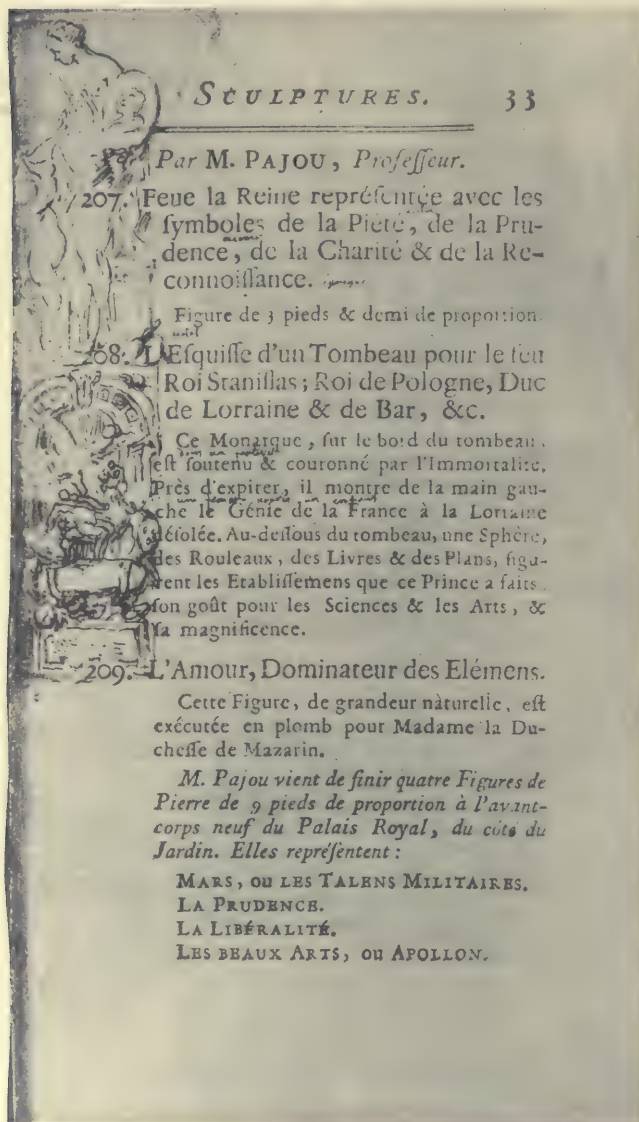 SCULPTURES. 33
Par M. PAJOU, Professeur.
207. Feue la Reine repréſentée avec les
ſymboles de la Pieté, de la Pru-
dence, de la Charité & de la Re-
connoiſſance.
Figure de 3 pieds & demi de proportion.
208. L'Eſquiſſe d'un Tombeau pour le feu
Roi Staniſlas; Roi de Pologne, Duc
de Lorraine & de Bar, &c.
Ce Monarque, ſur le bord du tombeau,
eſt ſoutenu & couronné par l'Immortalité.
Près d'expirer, il montre de la main gau-
che le Génie de la France à la Lorraine
déſolée. Au-deſſous du tombeau, une Sphère,
des Rouleaux, des Livres & des Plans, figu-
rent les Etabliſſemens que ce Prince a faits,
ſon goût pour les Sciences & les Arts, &
ſa magnificence.
209. L'Amour, Dominateur des Elémens.
Cette Figure, de grandeur naturelle, eſt
exécutée en plomb pour Madame la Du-
cheſſe de Mazarin.
M. Pajou vient de finir quatre Figures de
Pierre de 9 pieds de proportion à l'avant-
corps neuf du Palais Royal, du côté du
Jardin. Elles repréſentent:
MARS, OU LES TALENS MILITAIRES.
LA PRUDENCE.
LA LIBÉRALITÉ.
LES BEAUX ARTS, OU APOLLON.